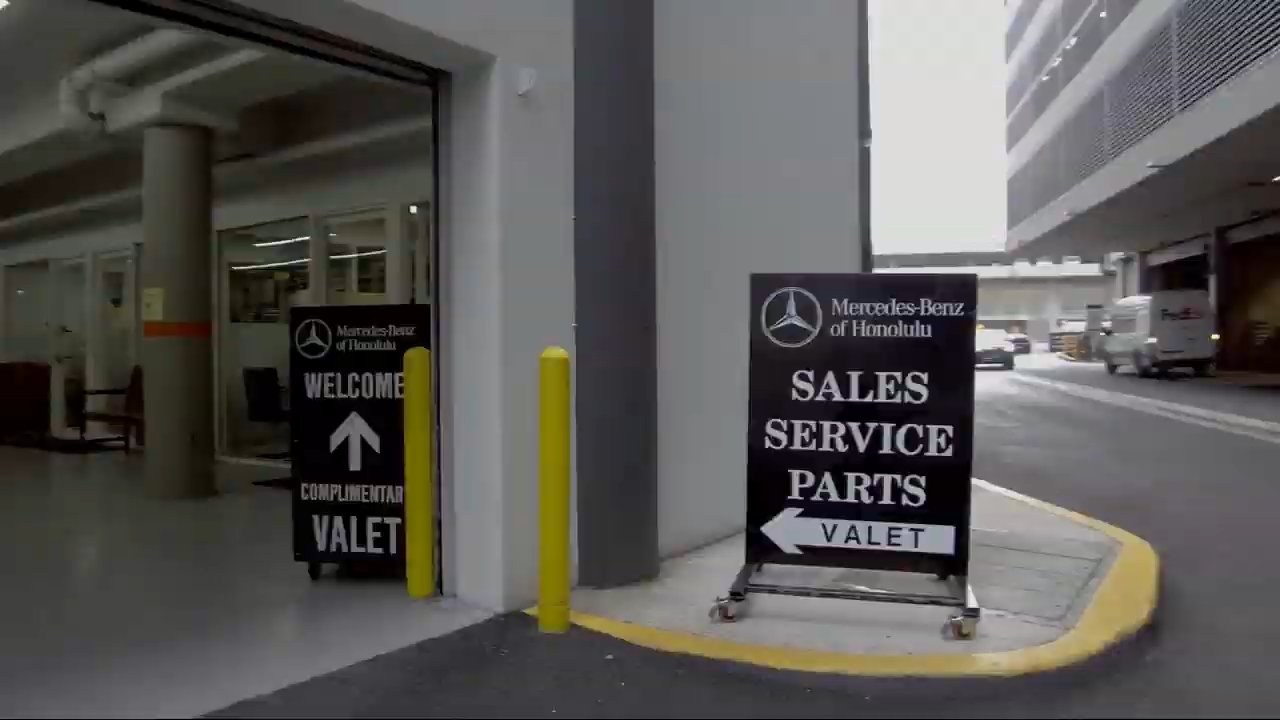 Mercedes-Benz
of Honolulu
WELCOME
COMPLIMENTAR
VALET
Mercedes-Benz
of Honolulu
SALES
SERVICE
PARTS
VALET
FedEx